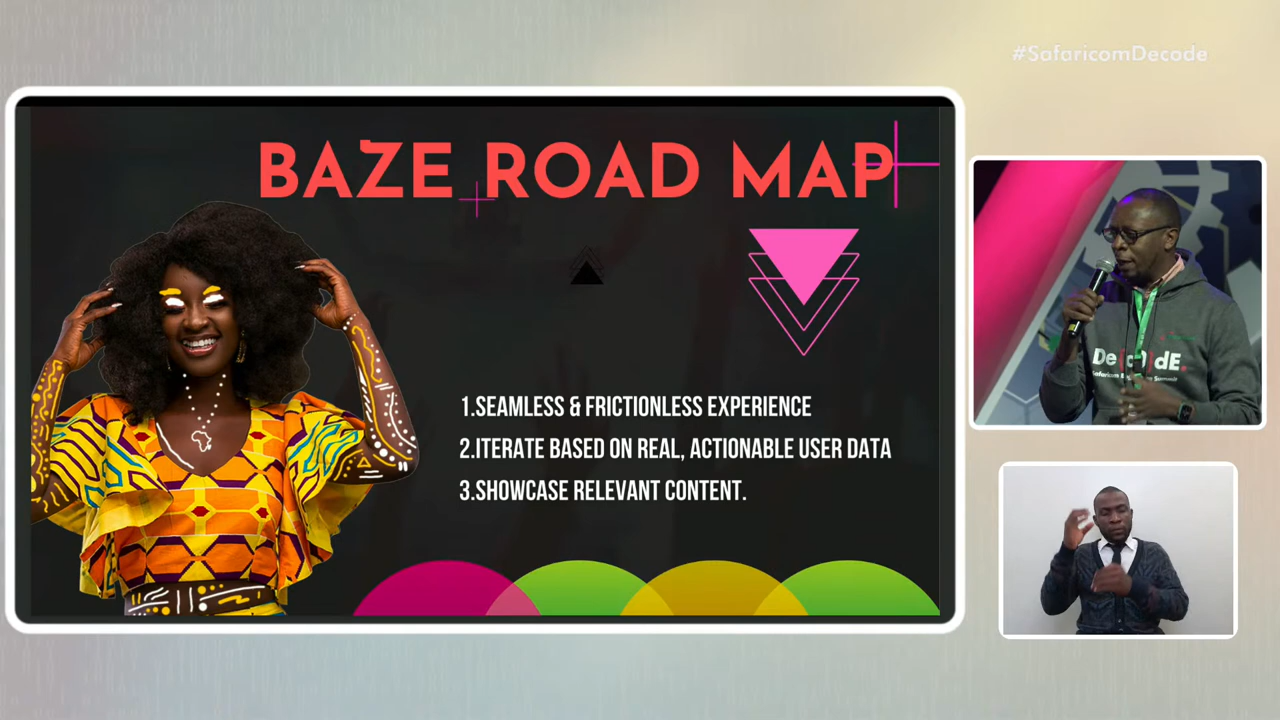 #SafaricomDecode
BAZE ROAD MAP
1.SEAMLESS & FRICTIONLESS EXPERIENCE
2.ITERATE BASED ON REAL, ACTIONABLE USER DATA
3.SHOWCASE RELEVANT CONTENT.